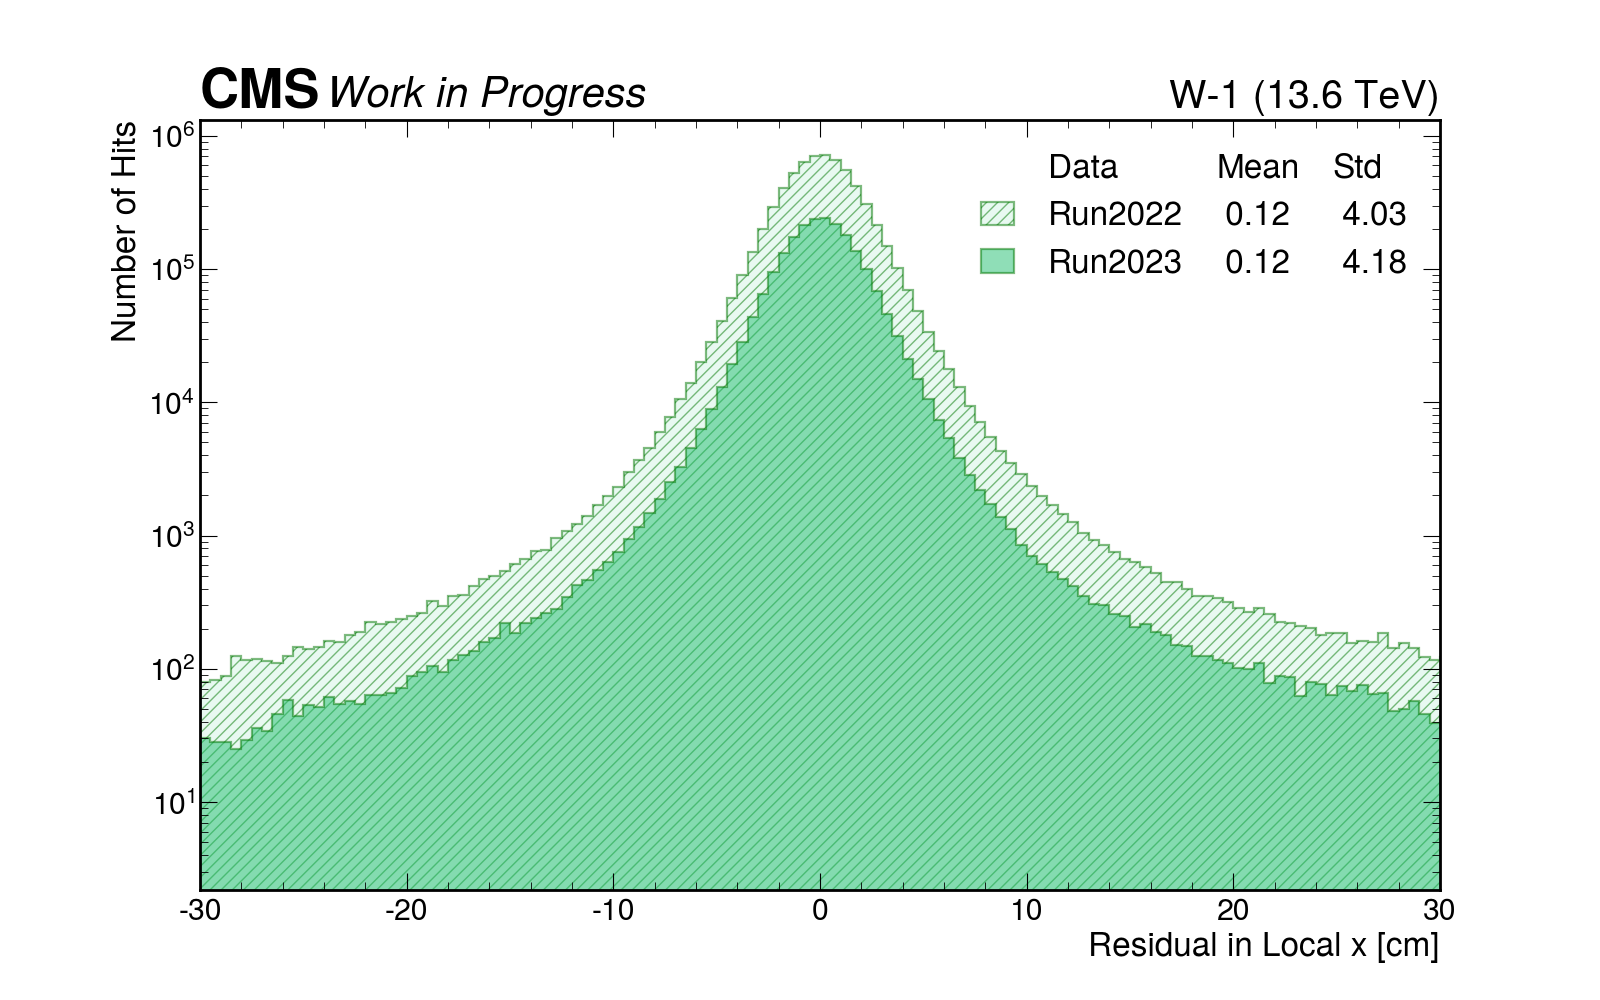 CMS Work in Progress
W-1 (13.6 TeV)
Number of Hits
10^6
10^5
10^4
10^3
10^2
10^1
Data Mean Std
Run2022 0.12 4.03
Run2023 0.12 4.18
-30 -20 -10 0 10 20 30
Residual in Local x [cm]